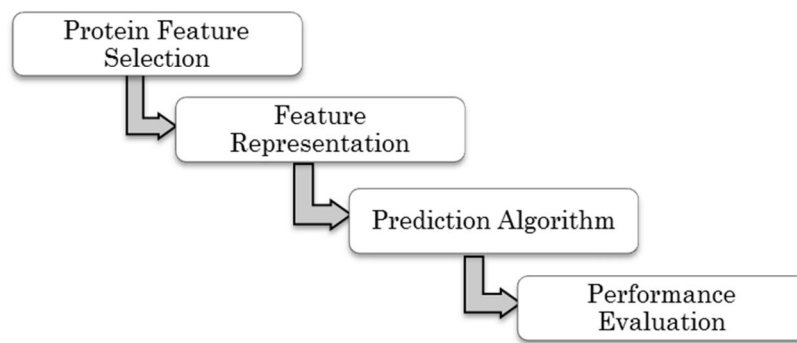 Protein Feature
Selection
Feature
Representation
Prediction Algorithm
Performance
Evaluation